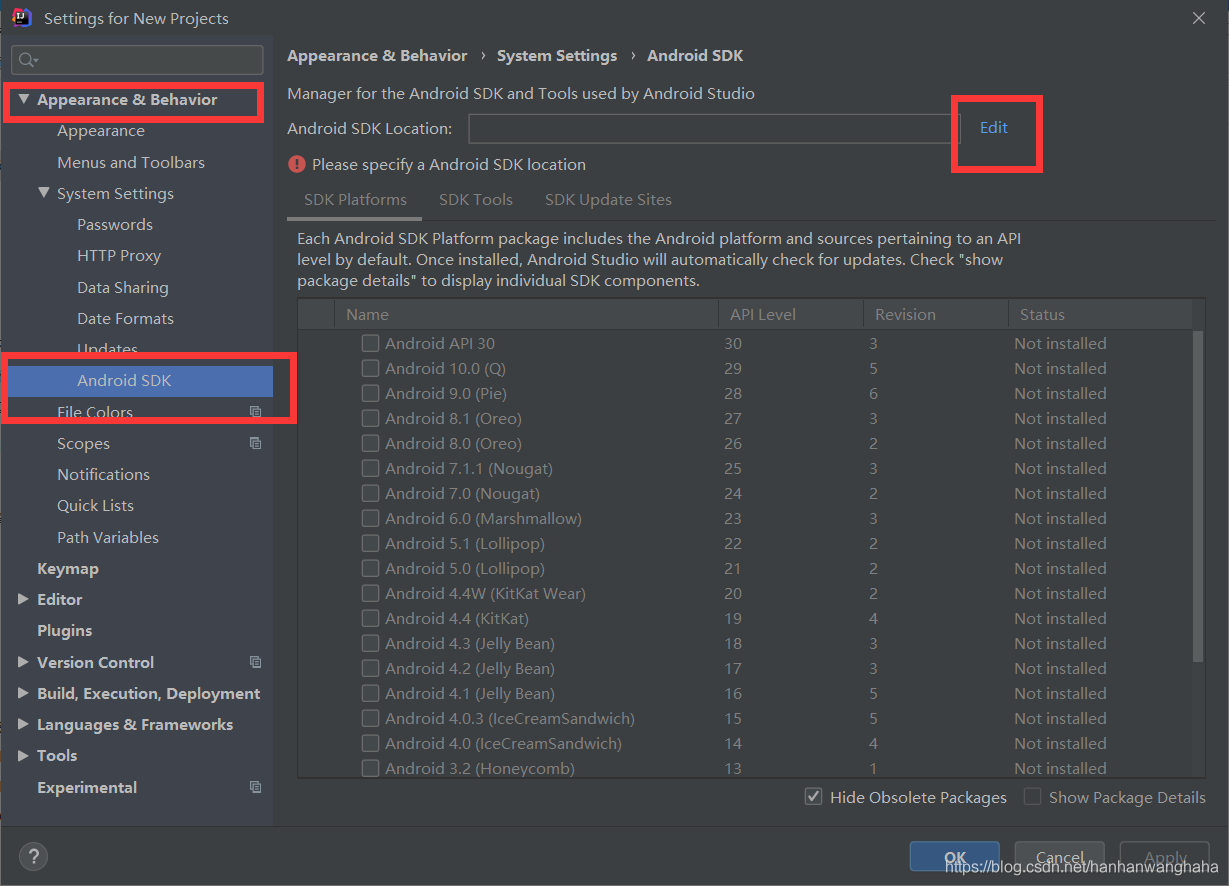 Settings for New Projects
Appearance & Behavior
Appearance
Menus and Toolbars
System Settings
Passwords
HTTP Proxy
Data Sharing
Date Formats
Updates
Android SDK
File Colors
Scopes
Notifications
Quick Lists
Path Variables
Keymap
Editor
Plugins
Version Control
Build, Execution, Deployment
Languages & Frameworks
Tools
Experimental
?
Appearance & Behavior › System Settings › Android SDK
Manager for the Android SDK and Tools used by Android Studio
Android SDK Location: Edit
Please specify a Android SDK location
SDK Platforms SDK Tools SDK Update Sites
Each Android SDK Platform package includes the Android platform and sources pertaining to an API
level by default. Once installed, Android Studio will automatically check for updates. Check "show
package details" to display individual SDK components.
Name API Level Revision Status
Android API 30 30 3 Not installed
Android 10.0 (Q) 29 5 Not installed
Android 9.0 (Pie) 28 6 Not installed
Android 8.1 (Oreo) 27 3 Not installed
Android 8.0 (Oreo) 26 2 Not installed
Android 7.1.1 (Nougat) 25 3 Not installed
Android 7.0 (Nougat) 24 2 Not installed
Android 6.0 (Marshmallow) 23 3 Not installed
Android 5.1 (Lollipop) 22 2 Not installed
Android 5.0 (Lollipop) 21 2 Not installed
Android 4.4W (KitKat Wear) 20 2 Not installed
Android 4.4 (KitKat) 19 4 Not installed
Android 4.3 (Jelly Bean) 18 3 Not installed
Android 4.2 (Jelly Bean) 17 3 Not installed
Android 4.1 (Jelly Bean) 16 5 Not installed
Android 4.0.3 (IceCreamSandwich) 15 5 Not installed
Android 4.0 (IceCreamSandwich) 14 4 Not installed
Android 3.2 (Honeycomb) 13 1 Not installed
Hide Obsolete Packages Show Package Details
OK Cancel Apply
https://blog.csdn.net/hanhanwanghaha